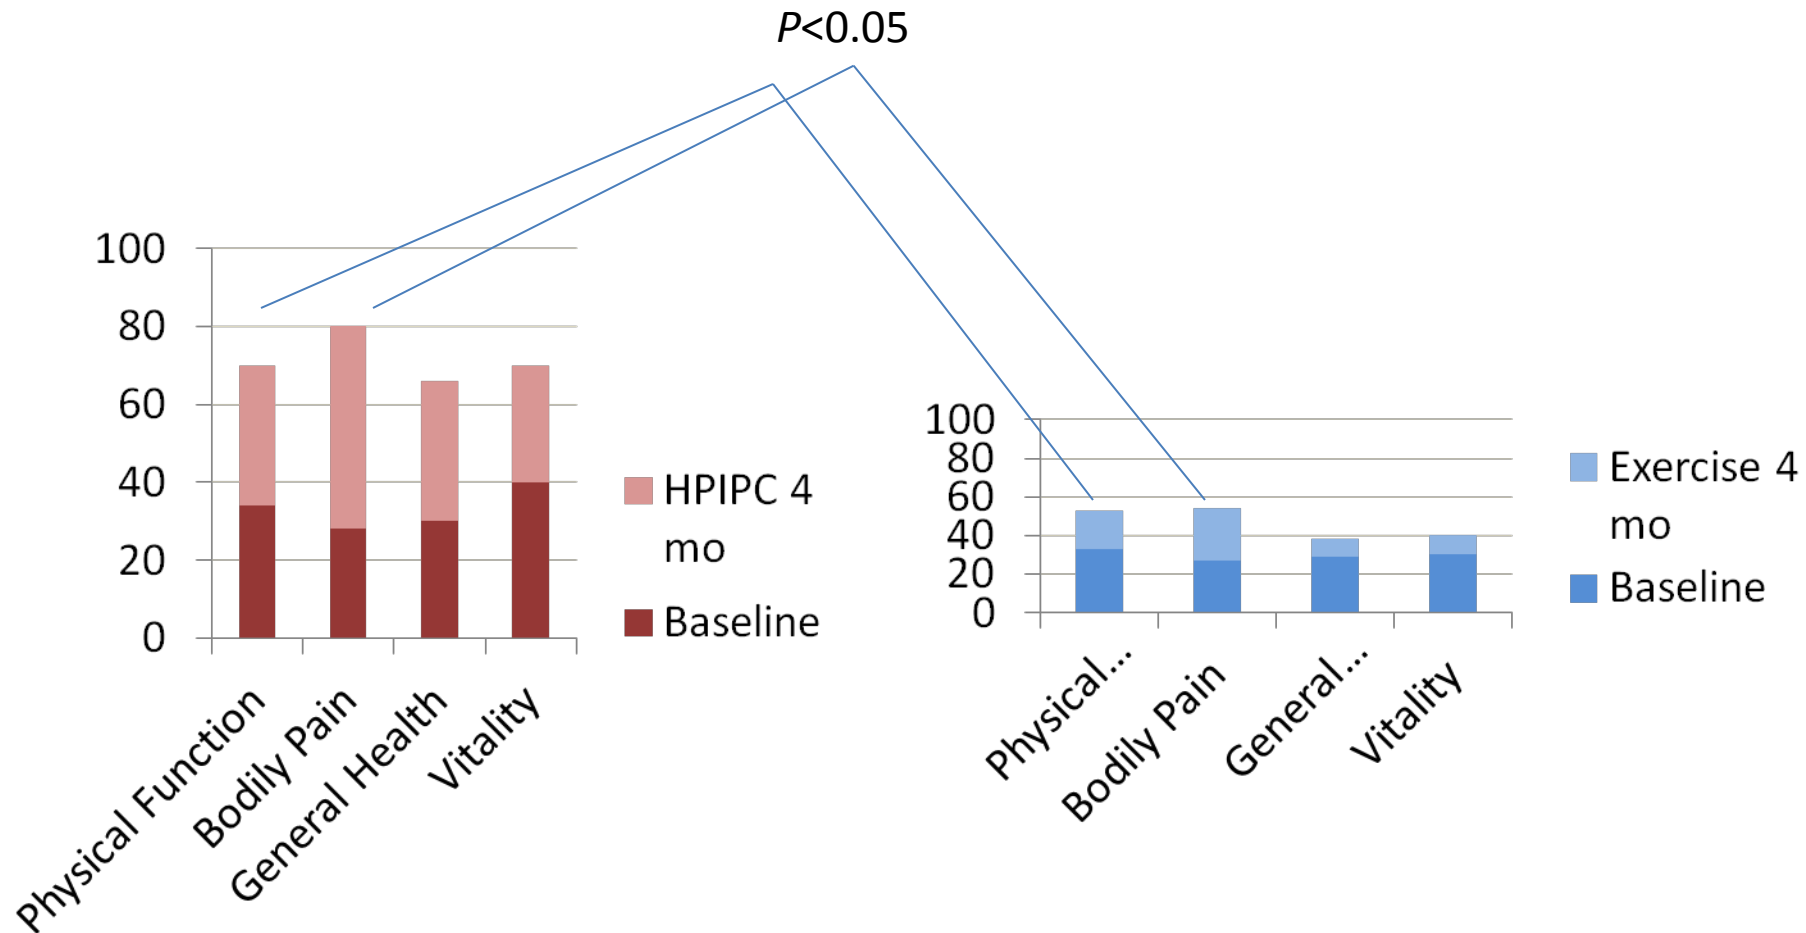 P<0.05
100
80
60
40
20
0
HPIPC 4
mo
Baseline
Physical Function
Bodily Pain
General Health
Vitality
100
80
60
40
20
0
Exercise 4
mo
Baseline
Physical...
Bodily Pain
General...
Vitality